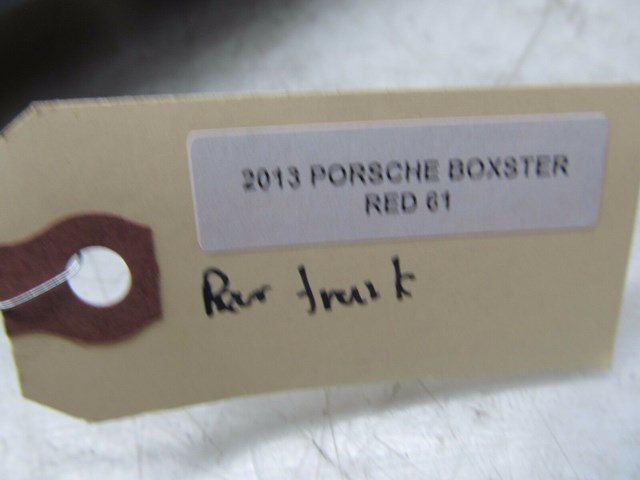 2013 PORSCHE BOXSTER
RED 61
Rear trunk